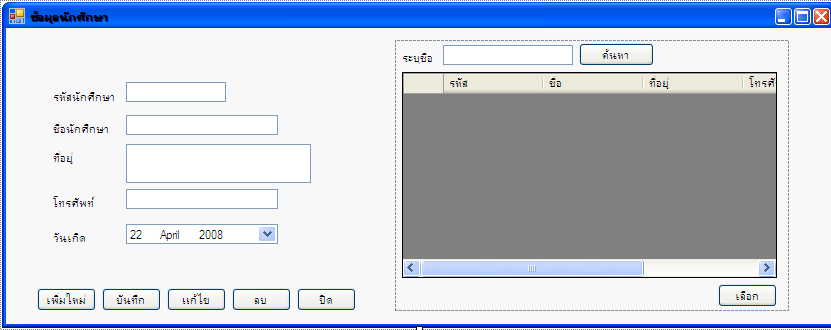 ข้อมูลนักศึกษา
ระบุชื่อ ค้นหา
รหัส ชื่อ ที่อยู่ โทรศั
รหัสนักศึกษา
ชื่อนักศึกษา
ที่อยู่
โทรศัพท์
วันเกิด 22 April 2008
เพิ่มใหม่ บันทึก แก้ไข ลบ ปิด เลือก